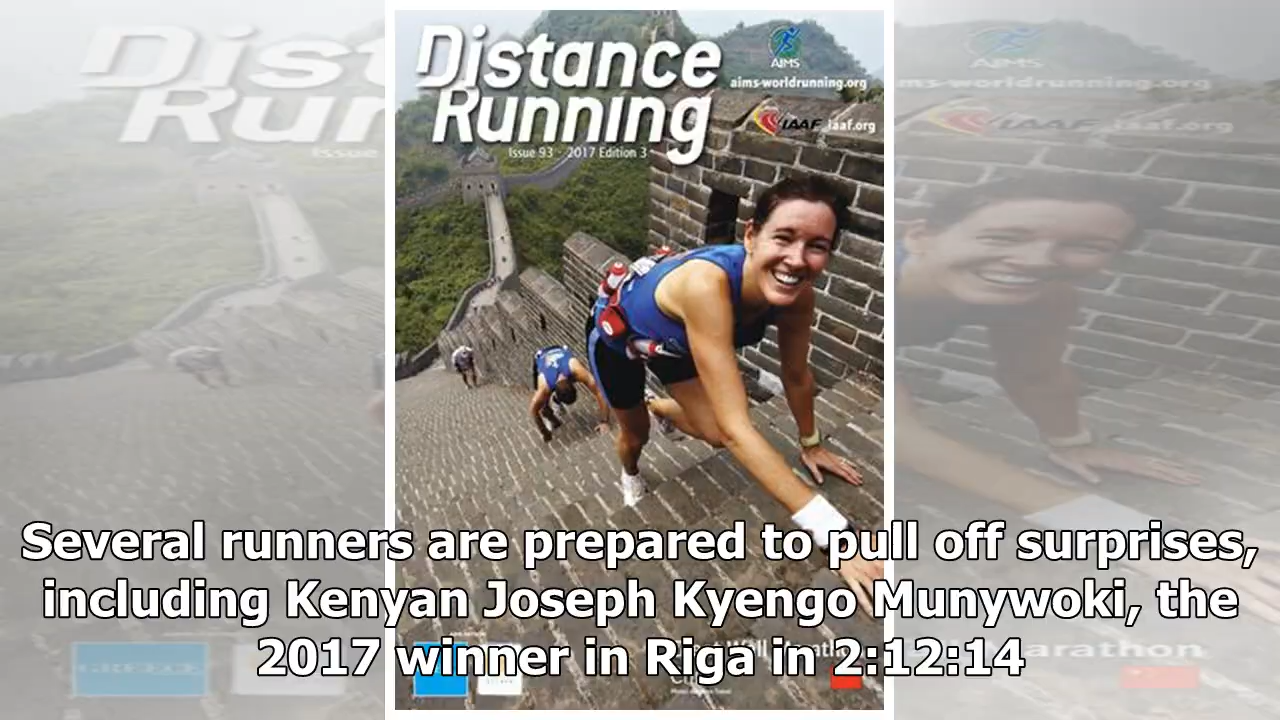 Distance
Running
Issue 93 · 2017 Edition 3
AIMS
aims-worldrunning.org
IAAF iaaf.org
Several runners are prepared to pull off surprises,
including Kenyan Joseph Kyengo Munywoki, the
2017 winner in Riga in 2:12:14